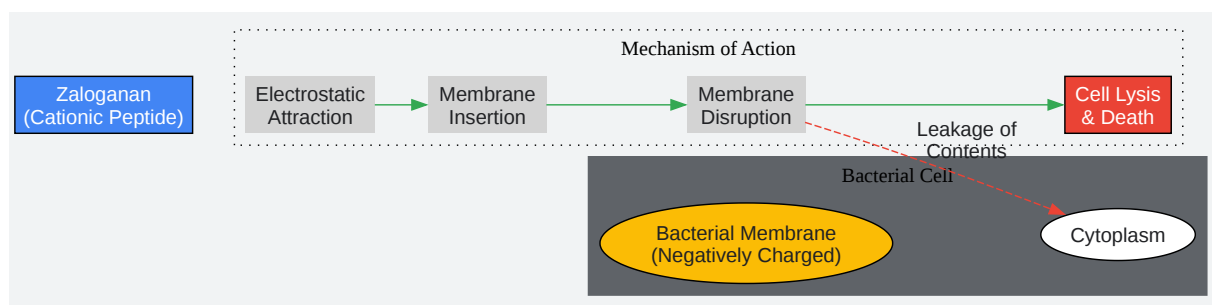 Mechanism of Action
Zaloganan
(Cationic Peptide)
Electrostatic
Attraction
Membrane
Insertion
Membrane
Disruption
Cell Lysis
& Death
Leakage of
Contents
Bacterial Cell
Bacterial Membrane
(Negatively Charged)
Cytoplasm